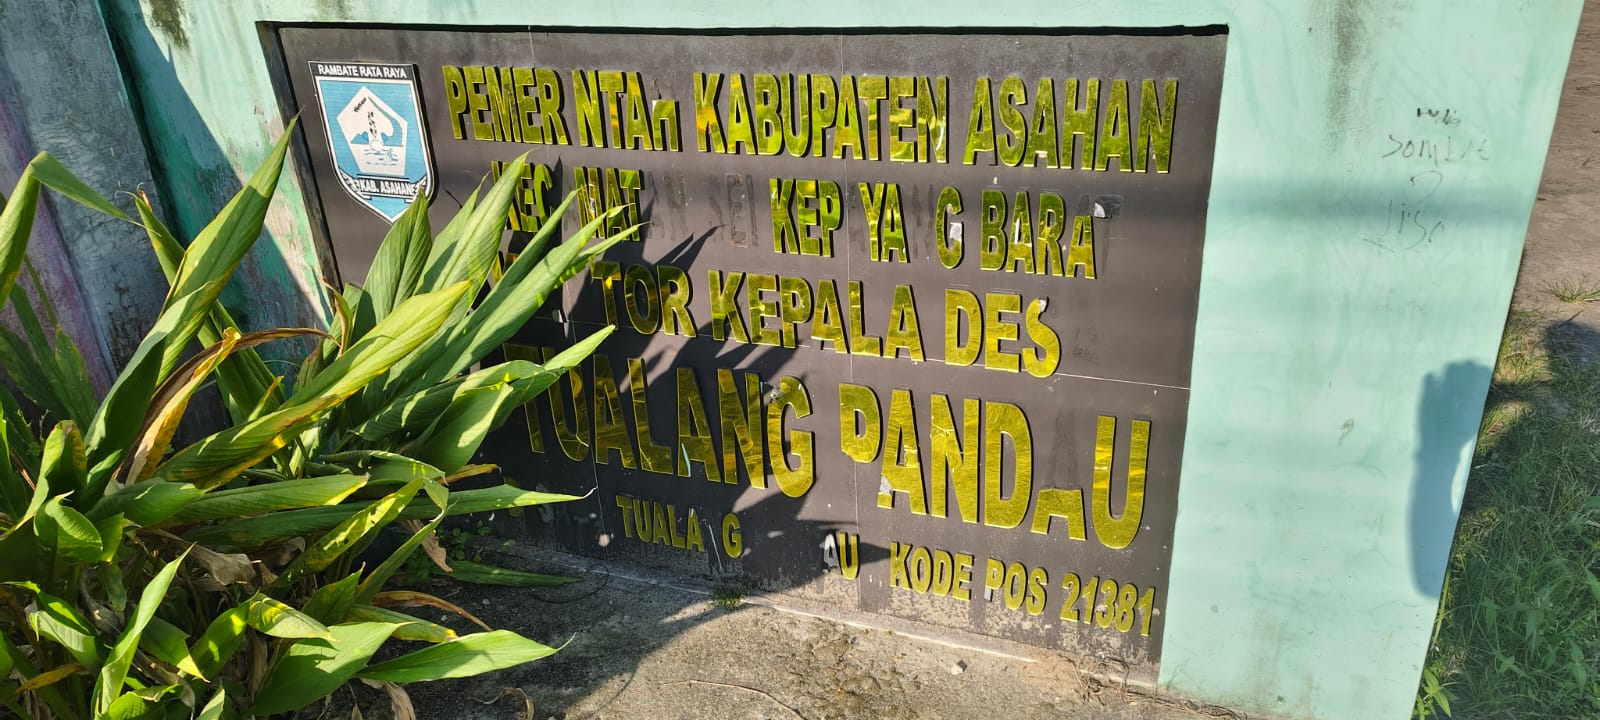 RAMBATE RATA RAYA
KAB. ASAHAN
PEMER NTAH KABUPATEN ASAHAN
KEC MAT KEP YA G BARA
TOR KEPALA DES
TUALANG PANDAU
TUALA G AU KODE POS 21381